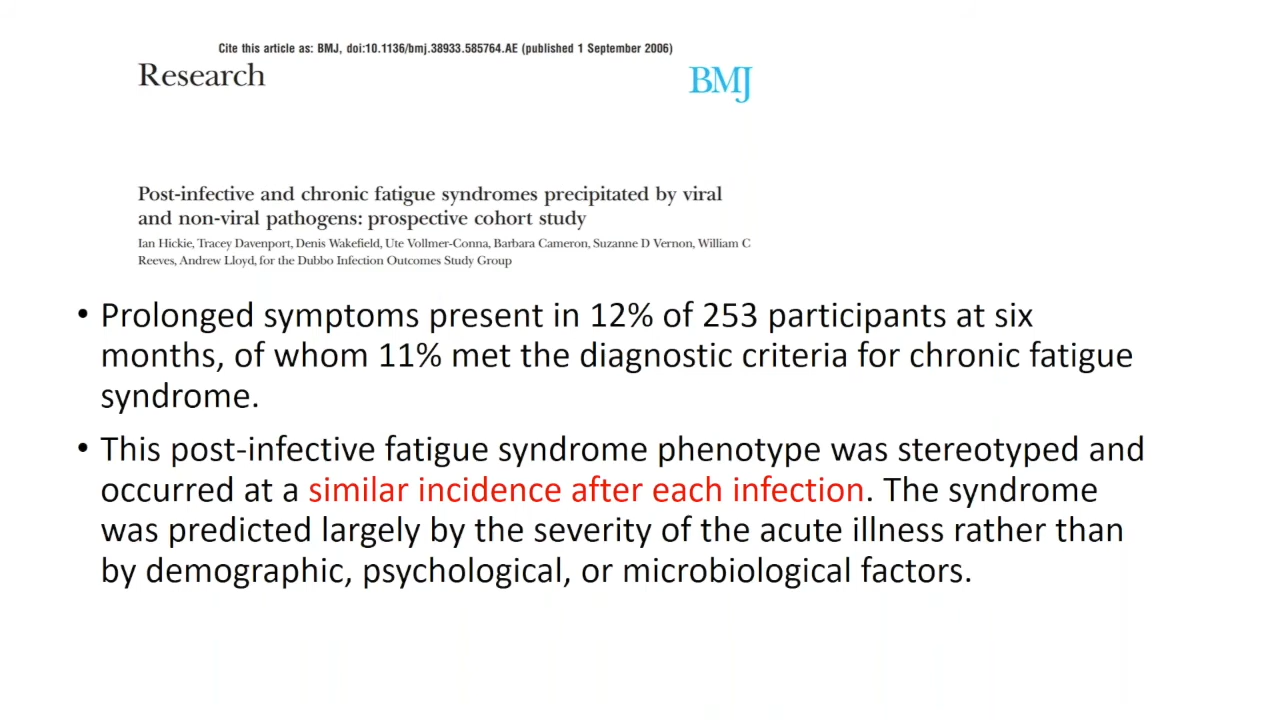 Cite this article as: BMJ, doi:10.1136/bmj.38933.585764.AE (published 1 September 2006)
Research
BMJ
Post-infective and chronic fatigue syndromes precipitated by viral
and non-viral pathogens: prospective cohort study
Ian Hickie, Tracey Davenport, Denis Wakefield, Ute Vollmer-Conna, Barbara Cameron, Suzanne D Vernon, William C
Reeves, Andrew Lloyd, for the Dubbo Infection Outcomes Study Group
• Prolonged symptoms present in 12% of 253 participants at six
months, of whom 11% met the diagnostic criteria for chronic fatigue
syndrome.
• This post-infective fatigue syndrome phenotype was stereotyped and
occurred at a similar incidence after each infection. The syndrome
was predicted largely by the severity of the acute illness rather than
by demographic, psychological, or microbiological factors.